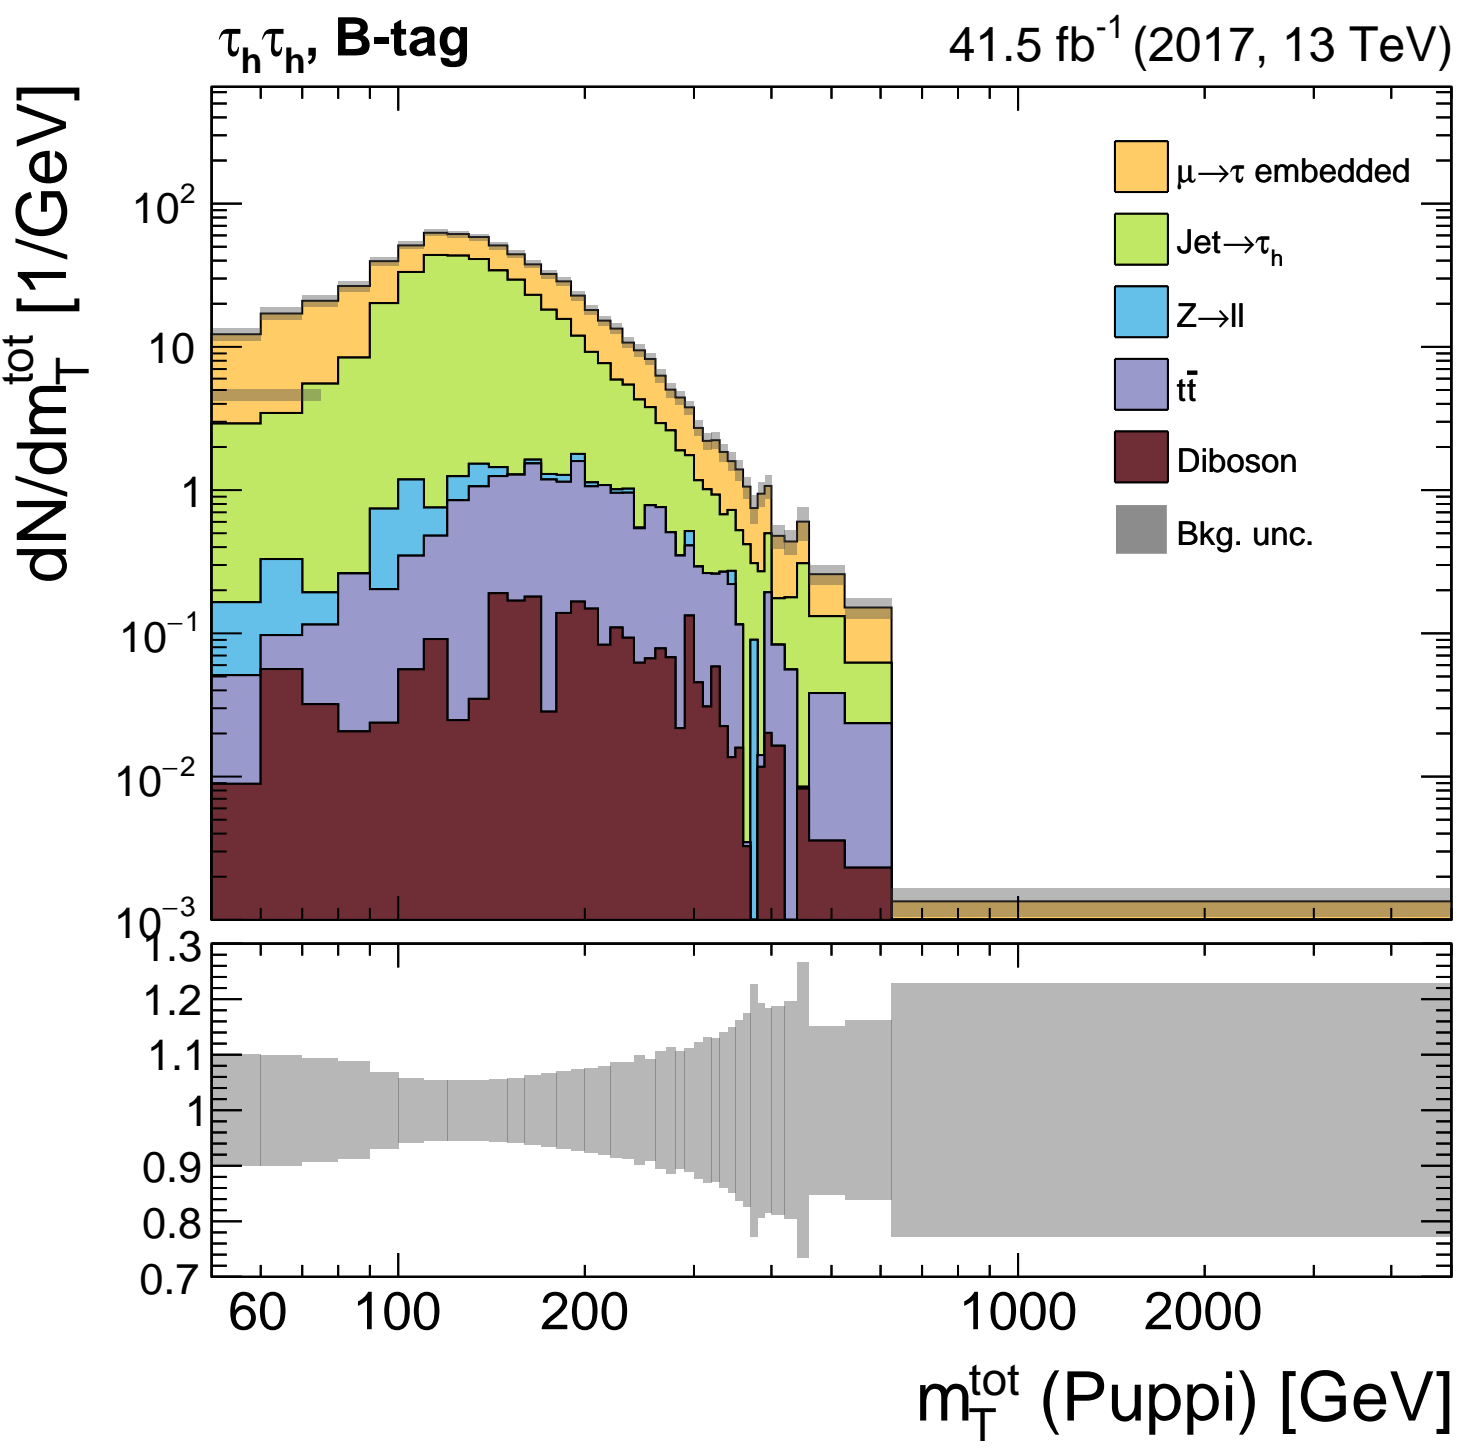 τhτh, B-tag
41.5 fb-1 (2017, 13 TeV)
dN/dmTtot [1/GeV]
10²
10
1
10−1
10−2
10−3
μ→τ embedded
Jet→τh
Z→ll
tt̄
Diboson
Bkg. unc.
1.3
1.2
1.1
1
0.9
0.8
0.7
60 100 200 1000 2000
mTtot (Puppi) [GeV]